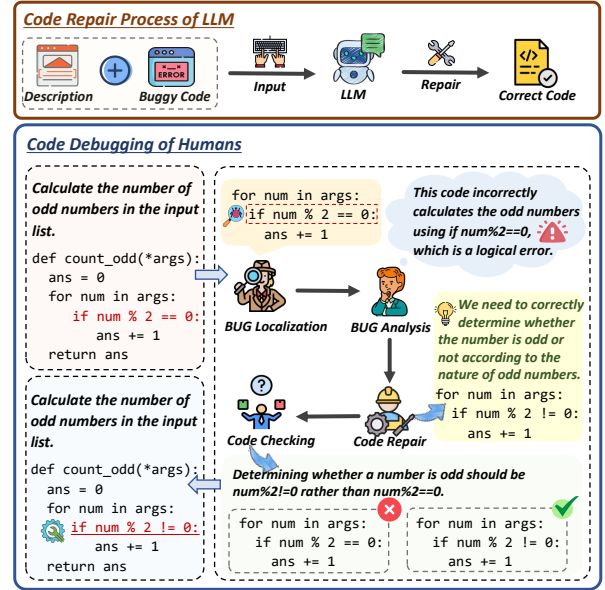 Code Repair Process of LLM
ERROR
Description
Buggy Code
Input
LLM
Repair
Correct Code
Code Debugging of Humans
Calculate the number of
odd numbers in the input
list.
def count_odd(*args):
ans = 0
for num in args:
if num % 2 == 0:
ans += 1
return ans
for num in args:
if num % 2 == 0:
ans += 1
This code incorrectly
calculates the odd numbers
using if num%2==0,
which is a logical error.
BUG Localization
BUG Analysis
We need to correctly
determine whether
the number is odd or
not according to the
nature of odd numbers.
for num in args:
if num % 2 != 0:
ans += 1
Code Checking
Code Repair
Calculate the number of
odd numbers in the input
list.
def count_odd(*args):
ans = 0
for num in args:
if num % 2 != 0:
ans += 1
return ans
Determining whether a number is odd should be
num%2!=0 rather than num%2==0.
for num in args:
if num % 2 == 0:
ans += 1
for num in args:
if num % 2 != 0:
ans += 1